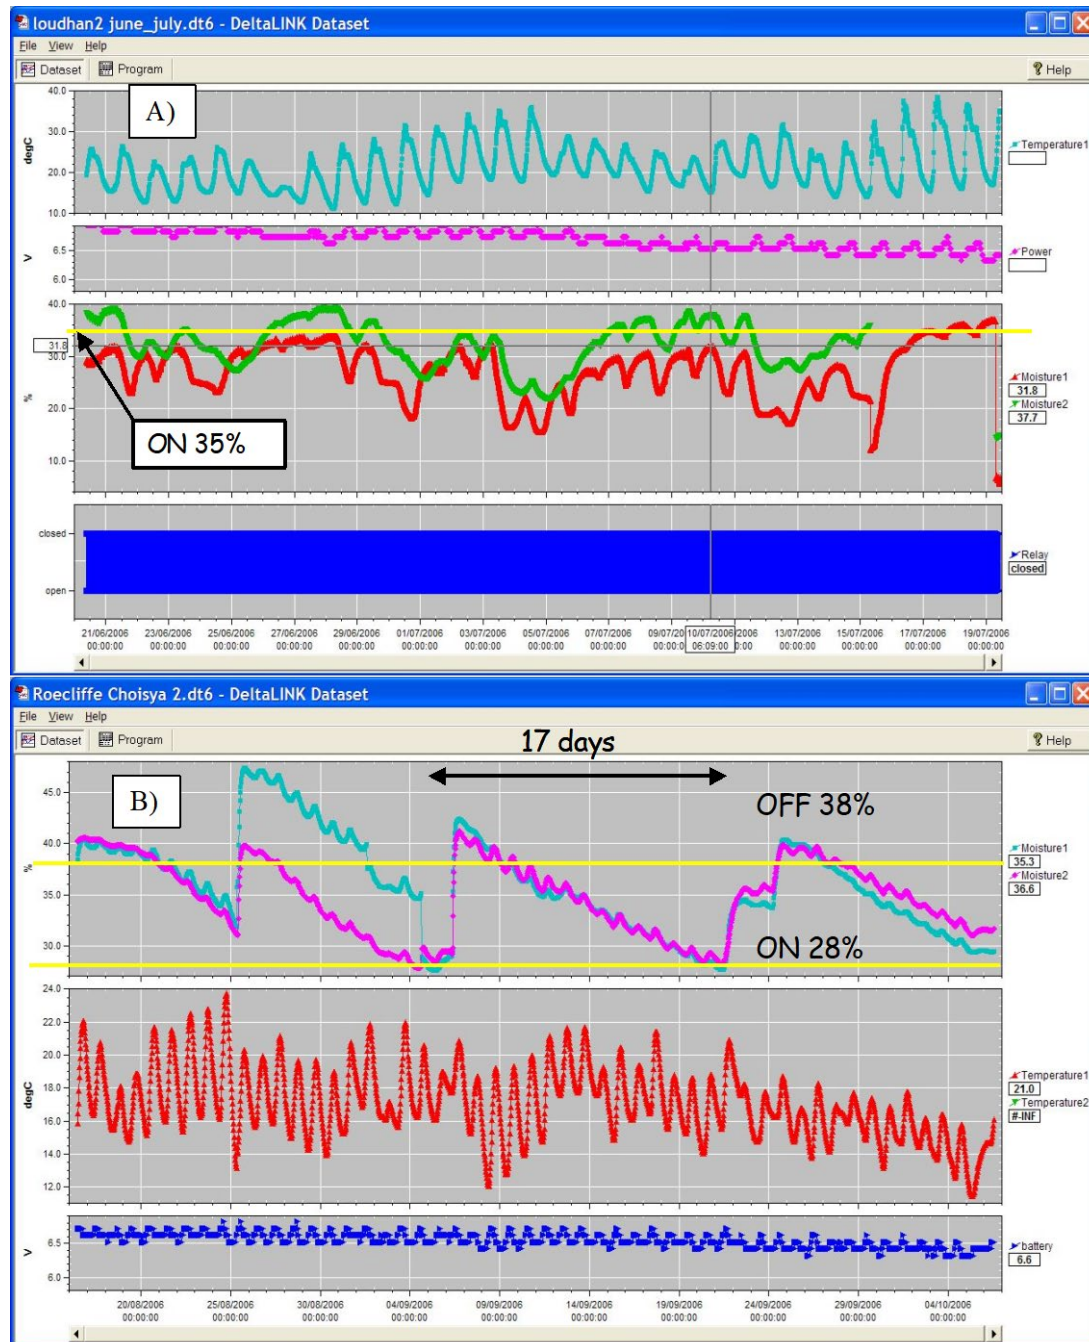 loudhan2 june_july.dt6 - DeltaLINK Dataset
File View Help
Dataset Program Help
A)
40.0
30.0
20.0
10.0
degC
Temperature1
6.5
6.0
V
Power
40.0
31.8
30.0
20.0
10.0
%
ON 35%
Moisture1
31.8
Moisture2
37.7
closed
open
Relay
closed
21/06/2006 23/06/2006 25/06/2006 27/06/2006 29/06/2006 01/07/2006 03/07/2006 05/07/2006 07/07/2006 09/07/20 10/07/2006 /2006 13/07/2006 15/07/2006 17/07/2006 19/07/2006
00:00:00 00:00:00 00:00:00 00:00:00 00:00:00 00:00:00 00:00:00 00:00:00 00:00:00 00:00: 06:09:00 00:00 00:00:00 00:00:00 00:00:00 00:00:00
Roecliffe Choisya 2.dt6 - DeltaLINK Dataset
File View Help
Dataset Program Help
17 days
B)
OFF 38%
45.0
40.0
35.0
30.0
%
ON 28%
Moisture1
35.3
Moisture2
36.6
24.0
22.0
20.0
18.0
16.0
14.0
12.0
degC
Temperature1
21.0
Temperature2
#-INF
6.5
6.0
V
battery
6.6
20/08/2006 25/08/2006 30/08/2006 04/09/2006 09/09/2006 14/09/2006 19/09/2006 24/09/2006 29/09/2006 04/10/2006
00:00:00 00:00:00 00:00:00 00:00:00 00:00:00 00:00:00 00:00:00 00:00:00 00:00:00 00:00:00